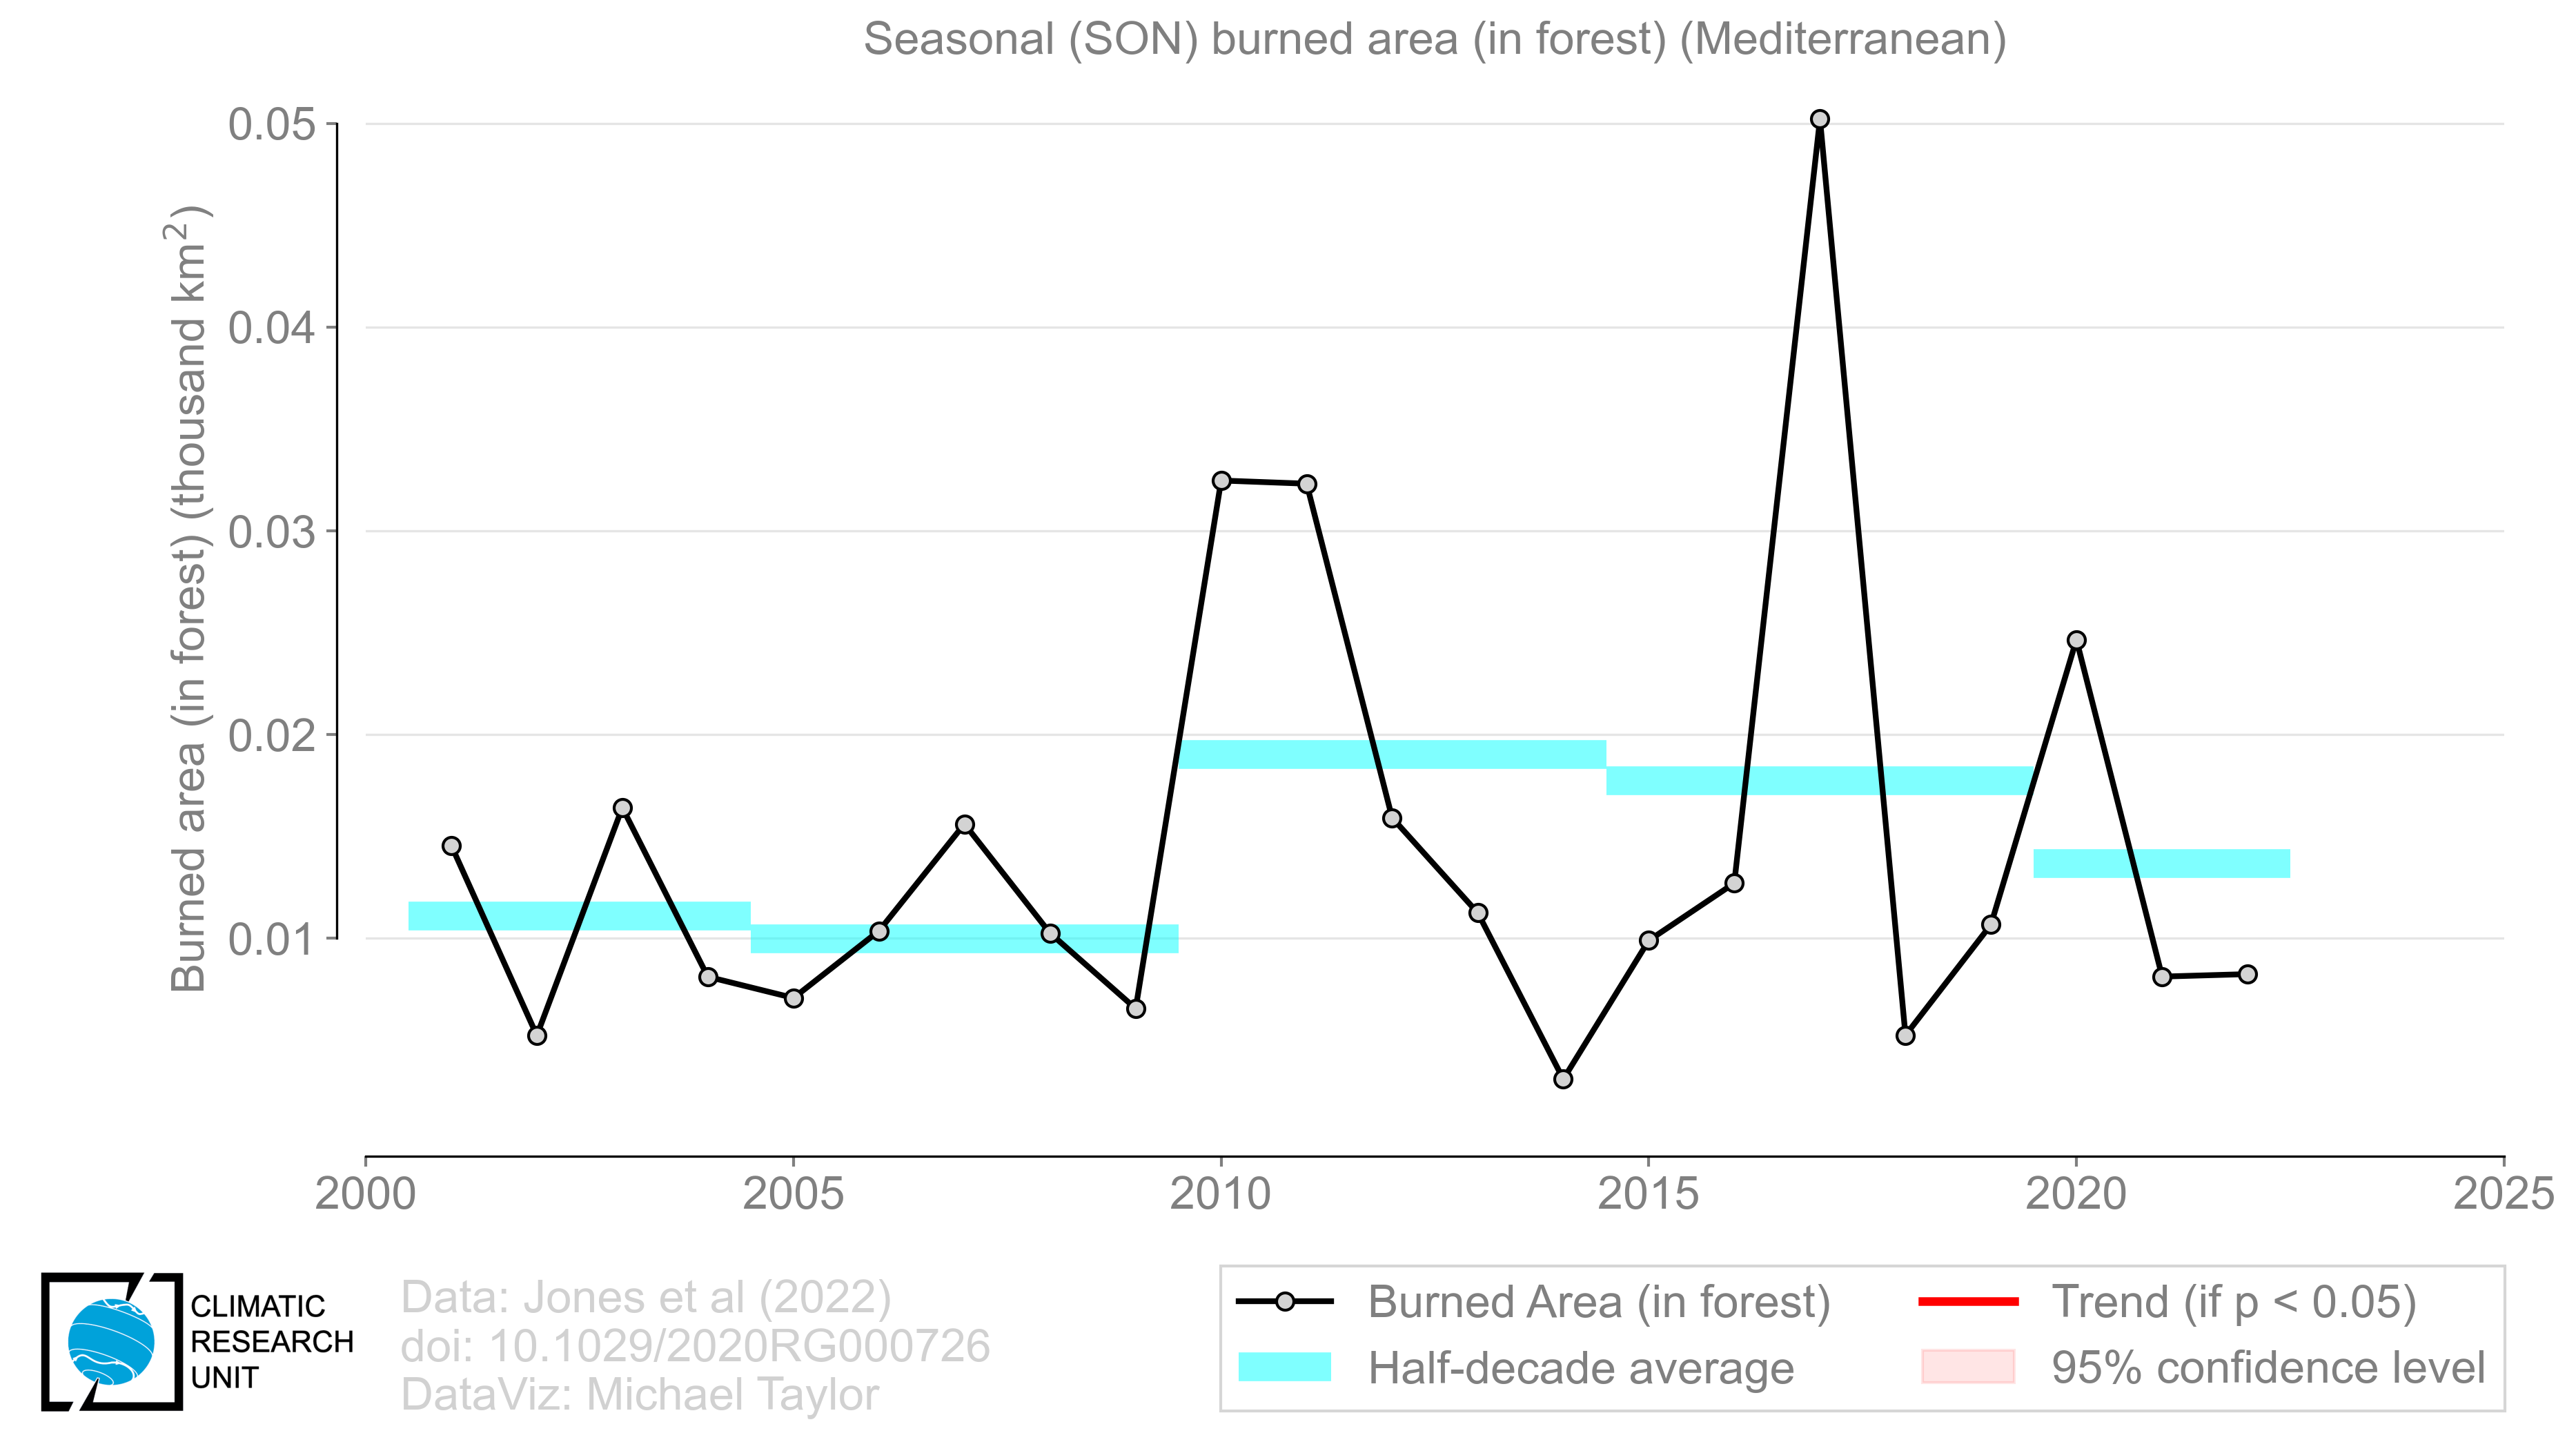 Seasonal (SON) burned area (in forest) (Mediterranean)
Burned area (in forest) (thousand km²)
0.05
0.04
0.03
0.02
0.01
2000 2005 2010 2015 2020 2025
CLIMATIC
RESEARCH
UNIT
Data: Jones et al (2022)
doi: 10.1029/2020RG000726
DataViz: Michael Taylor
Burned Area (in forest)
Half-decade average
Trend (if p < 0.05)
95% confidence level